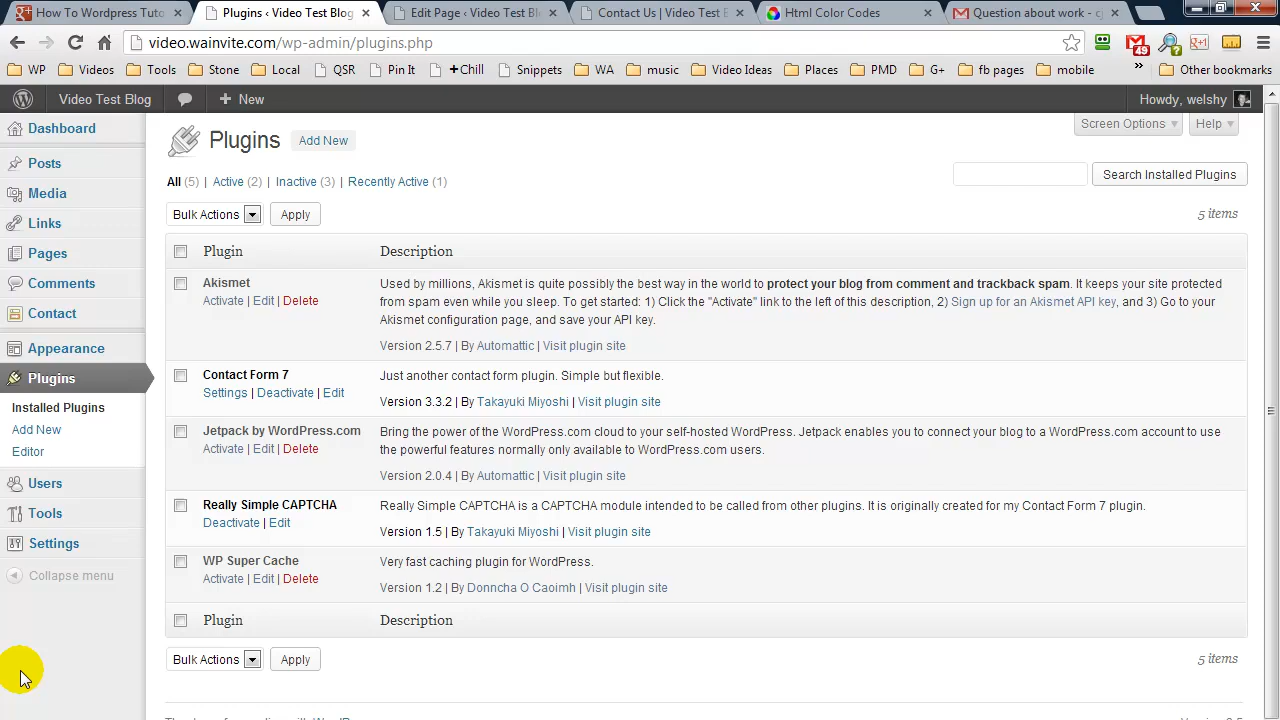 How To Wordpress Tuto
Plugins ‹ Video Test Blog
Edit Page ‹ Video Test Bl
Contact Us | Video Test B
Html Color Codes
Question about work - g
video.wainvite.com/wp-admin/plugins.php
49
WP
Videos
Tools
Stone
Local
QSR
Pin It
+Chill
Snippets
WA
music
Video Ideas
Places
PMD
G+
fb pages
mobile
»
Other bookmarks
Video Test Blog
+ New
Howdy, welshy
Dashboard
Posts
Media
Links
Pages
Comments
Contact
Appearance
Plugins
Installed Plugins
Add New
Editor
Users
Tools
Settings
Collapse menu
Plugins Add New
Screen Options
Help
All (5) | Active (2) | Inactive (3) | Recently Active (1)
Search Installed Plugins
Bulk Actions
Apply
5 items
Plugin Description
Akismet
Activate | Edit | Delete
Used by millions, Akismet is quite possibly the best way in the world to protect your blog from comment and trackback spam. It keeps your site protected
from spam even while you sleep. To get started: 1) Click the "Activate" link to the left of this description, 2) Sign up for an Akismet API key, and 3) Go to your
Akismet configuration page, and save your API key.
Version 2.5.7 | By Automattic | Visit plugin site
Contact Form 7
Settings | Deactivate | Edit
Just another contact form plugin. Simple but flexible.
Version 3.3.2 | By Takayuki Miyoshi | Visit plugin site
Jetpack by WordPress.com
Activate | Edit | Delete
Bring the power of the WordPress.com cloud to your self-hosted WordPress. Jetpack enables you to connect your blog to a WordPress.com account to use
the powerful features normally only available to WordPress.com users.
Version 2.0.4 | By Automattic | Visit plugin site
Really Simple CAPTCHA
Deactivate | Edit
Really Simple CAPTCHA is a CAPTCHA module intended to be called from other plugins. It is originally created for my Contact Form 7 plugin.
Version 1.5 | By Takayuki Miyoshi | Visit plugin site
WP Super Cache
Activate | Edit | Delete
Very fast caching plugin for WordPress.
Version 1.2 | By Donncha O Caoimh | Visit plugin site
Plugin Description
Bulk Actions
Apply
5 items